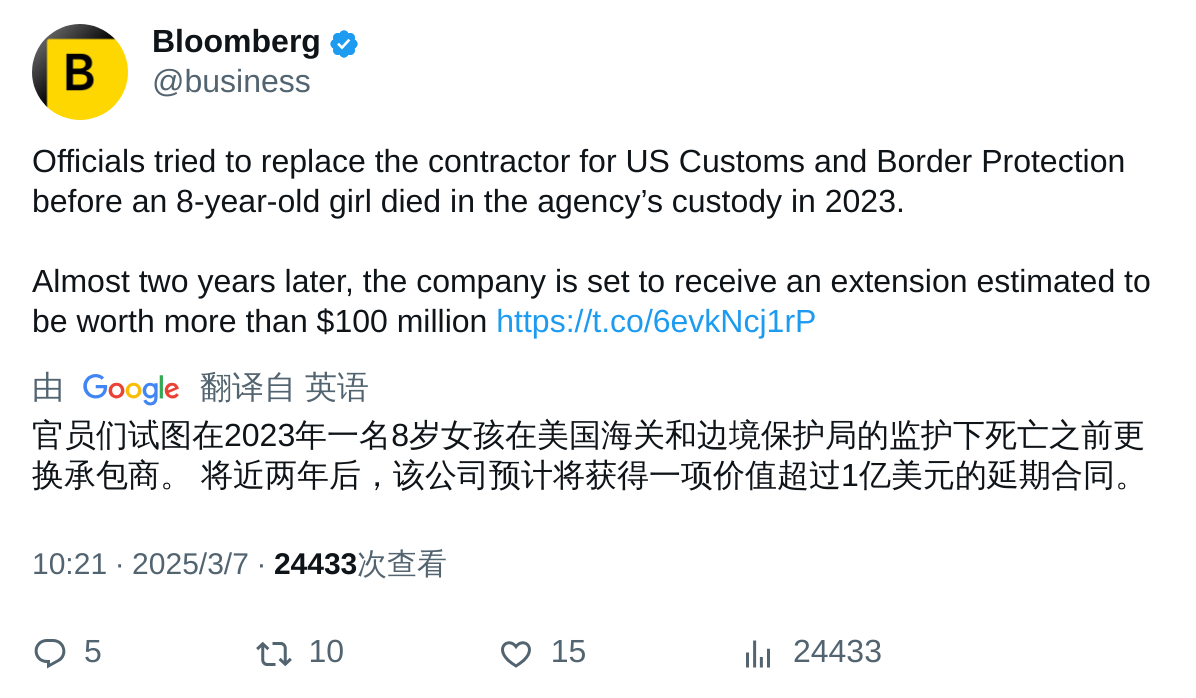 B
Bloomberg
@business
Officials tried to replace the contractor for US Customs and Border Protection
before an 8-year-old girl died in the agency’s custody in 2023.
Almost two years later, the company is set to receive an extension estimated to
be worth more than $100 million https://t.co/6evkNcj1rP
由 Google 翻译自 英语
官员们试图在2023年一名8岁女孩在美国海关和边境保护局的监护下死亡之前更
换承包商。 将近两年后，该公司预计将获得一项价值超过1亿美元的延期合同。
10:21 · 2025/3/7 · 24433次查看
5 10 15 24433